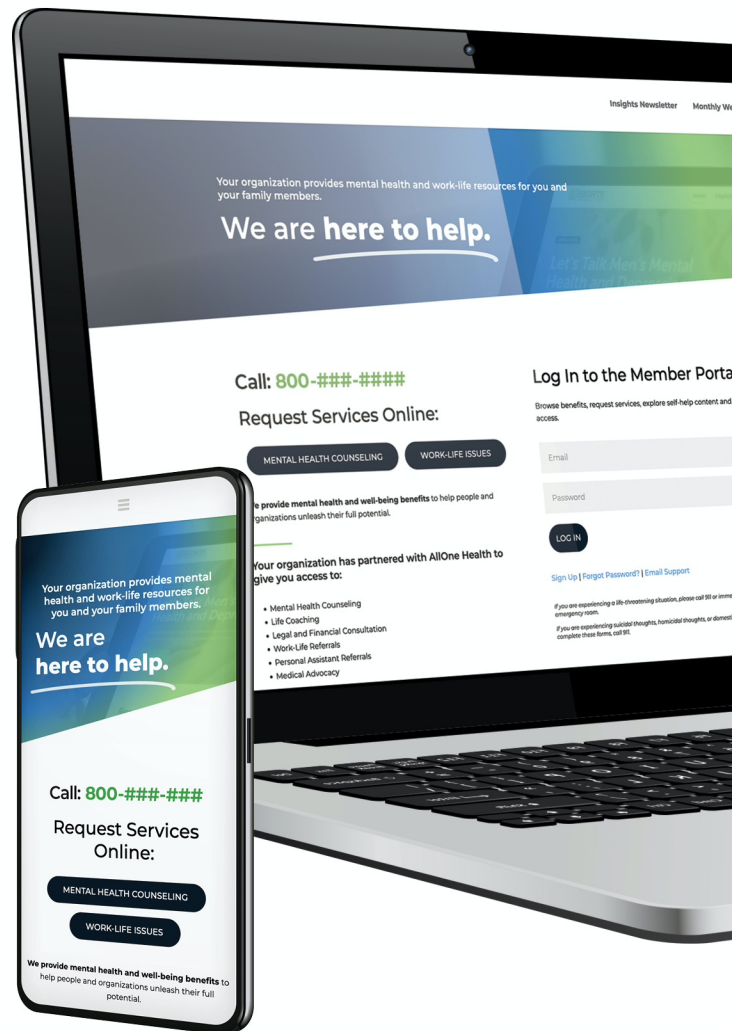 Insights Newsletter Monthly
Your organization provides mental health and work-life resources for you and
your family members.
We are here to help.
Let's Talk Men's Mental
Health and
Call: 800-###-####
Request Services Online:
MENTAL HEALTH COUNSELING WORK-LIFE ISSUES
We provide mental health and well-being benefits to help people and
organizations unleash their full potential.
Your organization has partnered with AllOne Health to
give you access to:
• Mental Health Counseling
• Life Coaching
• Legal and Financial Consultation
• Work-Life Referrals
• Personal Assistant Referrals
• Medical Advocacy
Log In to the Member Porta
Browse benefits, request services, explore self-help content and
access.
Email
Password
LOG IN
Sign Up | Forgot Password? | Email Support
If you are experiencing a life-threatening situation, please call 911 or imme
emergency room.
If you are experiencing suicidal thoughts, homicidal thoughts, or domesti
complete these forms, call 911.
Your organization provides mental
health and work-life resources for
you and your family members.
We are
here to help.
Call: 800-###-###
Request Services
Online:
MENTAL HEALTH COUNSELING
WORK-LIFE ISSUES
We provide mental health and well-being benefits to
help people and organizations unleash their full
potential.